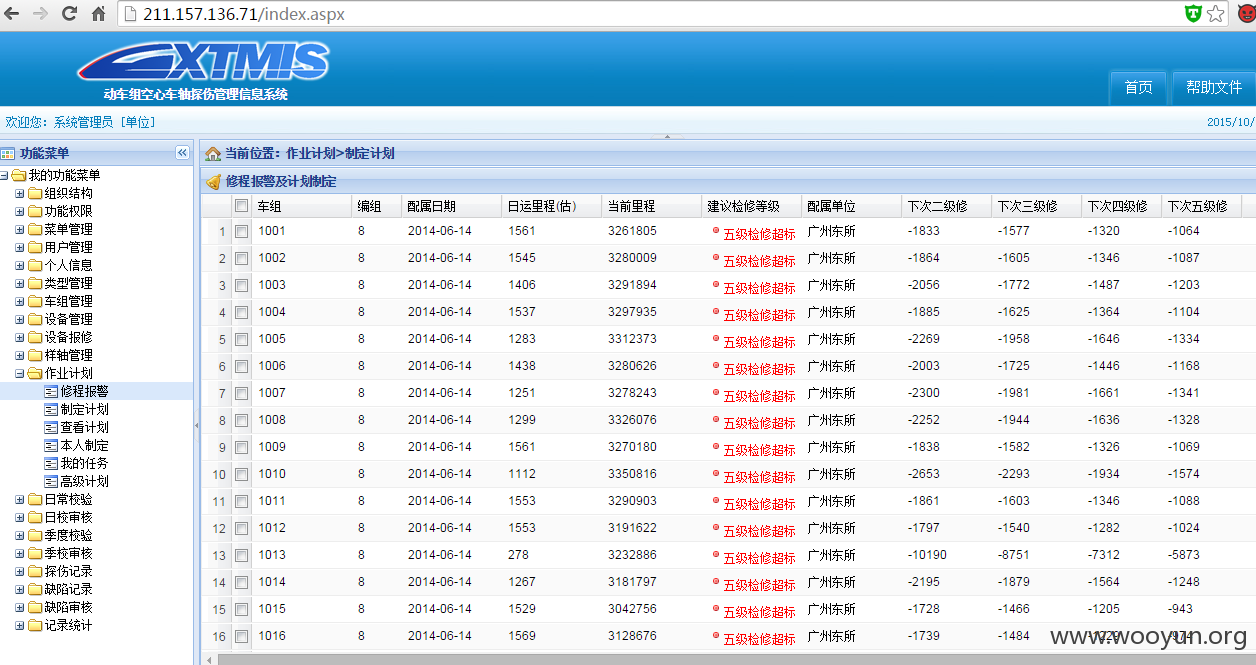 211.157.136.71/index.aspx
EXTMIS
动车组空心车轴探伤管理信息系统
首页 帮助文件
欢迎您: 系统管理员 [单位] 2015/10/
功能菜单
当前位置: 作业计划>制定计划
修程报警及计划制定
我的功能菜单
组织结构
功能权限
菜单管理
用户管理
个人信息
类型管理
车组管理
设备管理
设备报修
样轴管理
作业计划
修程报警
制定计划
查看计划
本人制定
我的任务
高级计划
日常校验
日校审核
季度校验
季校审核
探伤记录
缺陷记录
缺陷审核
记录统计
车组 编组 配属日期 日运里程(估) 当前里程 建议检修等级 配属单位 下次二级修 下次三级修 下次四级修 下次五级修
1 1001 8 2014-06-14 1561 3261805 五级检修超标 广州东所 -1833 -1577 -1320 -1064
2 1002 8 2014-06-14 1545 3280009 五级检修超标 广州东所 -1864 -1605 -1346 -1087
3 1003 8 2014-06-14 1406 3291894 五级检修超标 广州东所 -2056 -1772 -1487 -1203
4 1004 8 2014-06-14 1537 3297935 五级检修超标 广州东所 -1885 -1625 -1364 -1104
5 1005 8 2014-06-14 1283 3312373 五级检修超标 广州东所 -2269 -1958 -1646 -1334
6 1006 8 2014-06-14 1438 3280626 五级检修超标 广州东所 -2003 -1725 -1446 -1168
7 1007 8 2014-06-14 1251 3278243 五级检修超标 广州东所 -2300 -1981 -1661 -1341
8 1008 8 2014-06-14 1299 3326076 五级检修超标 广州东所 -2252 -1944 -1636 -1328
9 1009 8 2014-06-14 1561 3270180 五级检修超标 广州东所 -1838 -1582 -1326 -1069
10 1010 8 2014-06-14 1112 3350816 五级检修超标 广州东所 -2653 -2293 -1934 -1574
11 1011 8 2014-06-14 1553 3290903 五级检修超标 广州东所 -1861 -1603 -1346 -1088
12 1012 8 2014-06-14 1553 3191622 五级检修超标 广州东所 -1797 -1540 -1282 -1024
13 1013 8 2014-06-14 278 3232886 五级检修超标 广州东所 -10190 -8751 -7312 -5873
14 1014 8 2014-06-14 1267 3181797 五级检修超标 广州东所 -2195 -1879 -1564 -1248
15 1015 8 2014-06-14 1529 3042756 五级检修超标 广州东所 -1728 -1466 -1205 -943
16 1016 8 2014-06-14 1569 3128676 五级检修超标 广州东所 -1739 -1484 -1229 -974
www.wooyun.org